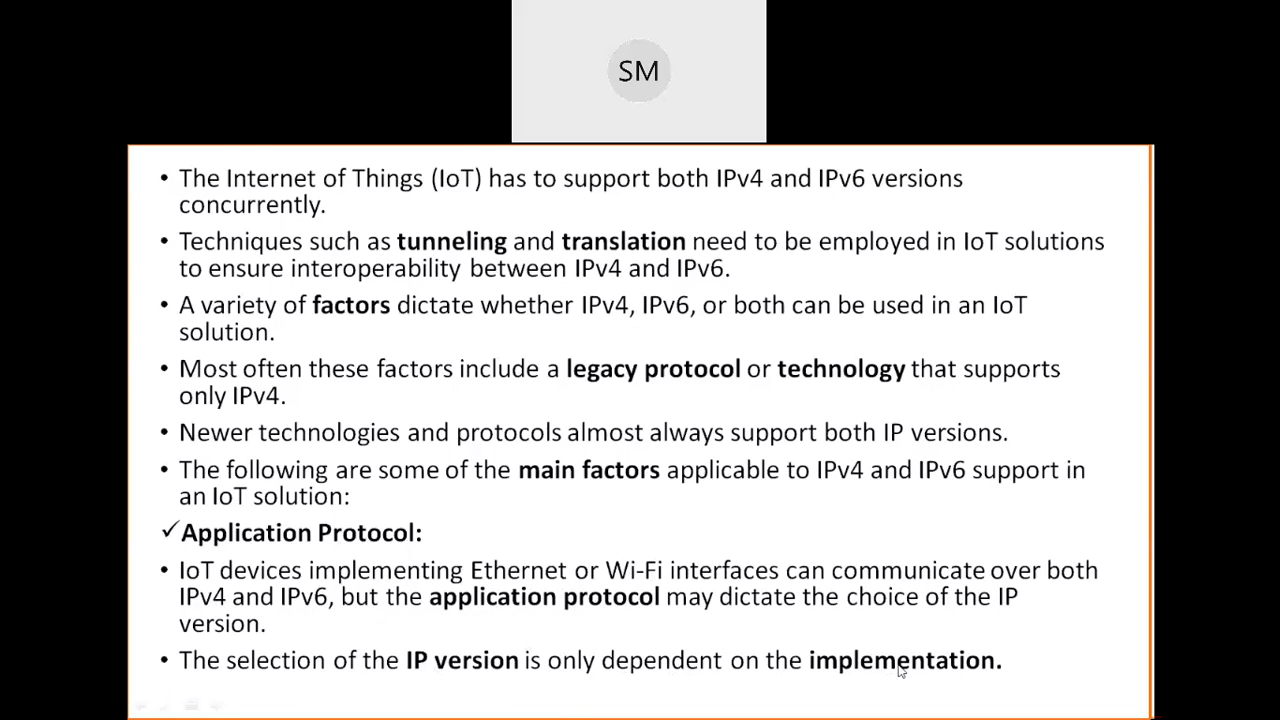 SM
• The Internet of Things (IoT) has to support both IPv4 and IPv6 versions
concurrently.
• Techniques such as tunneling and translation need to be employed in IoT solutions
to ensure interoperability between IPv4 and IPv6.
• A variety of factors dictate whether IPv4, IPv6, or both can be used in an IoT
solution.
• Most often these factors include a legacy protocol or technology that supports
only IPv4.
• Newer technologies and protocols almost always support both IP versions.
• The following are some of the main factors applicable to IPv4 and IPv6 support in
an IoT solution:
✓Application Protocol:
• IoT devices implementing Ethernet or Wi-Fi interfaces can communicate over both
IPv4 and IPv6, but the application protocol may dictate the choice of the IP
version.
• The selection of the IP version is only dependent on the implementation.